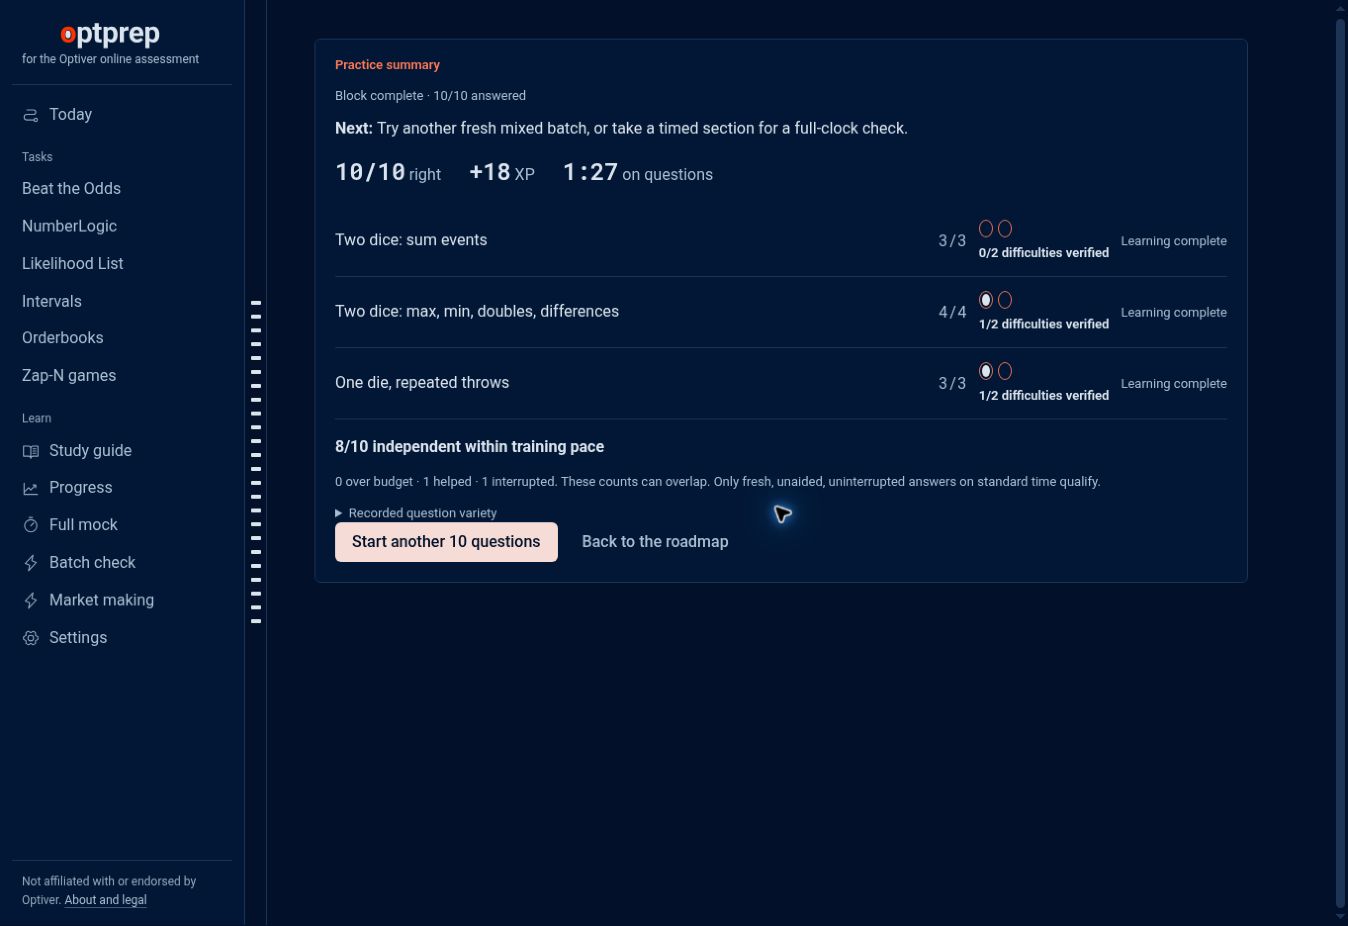 optprep
for the Optiver online assessment
Today
Tasks
Beat the Odds
NumberLogic
Likelihood List
Intervals
Orderbooks
Zap-N games
Learn
Study guide
Progress
Full mock
Batch check
Market making
Settings
Not affiliated with or endorsed by
Optiver. About and legal
Practice summary
Block complete · 10/10 answered
Next: Try another fresh mixed batch, or take a timed section for a full-clock check.
10/10 right +18 XP 1:27 on questions
Two dice: sum events 3/3 0/2 difficulties verified Learning complete
Two dice: max, min, doubles, differences 4/4 1/2 difficulties verified Learning complete
One die, repeated throws 3/3 1/2 difficulties verified Learning complete
8/10 independent within training pace
0 over budget · 1 helped · 1 interrupted. These counts can overlap. Only fresh, unaided, uninterrupted answers on standard time qualify.
Recorded question variety
Start another 10 questions Back to the roadmap